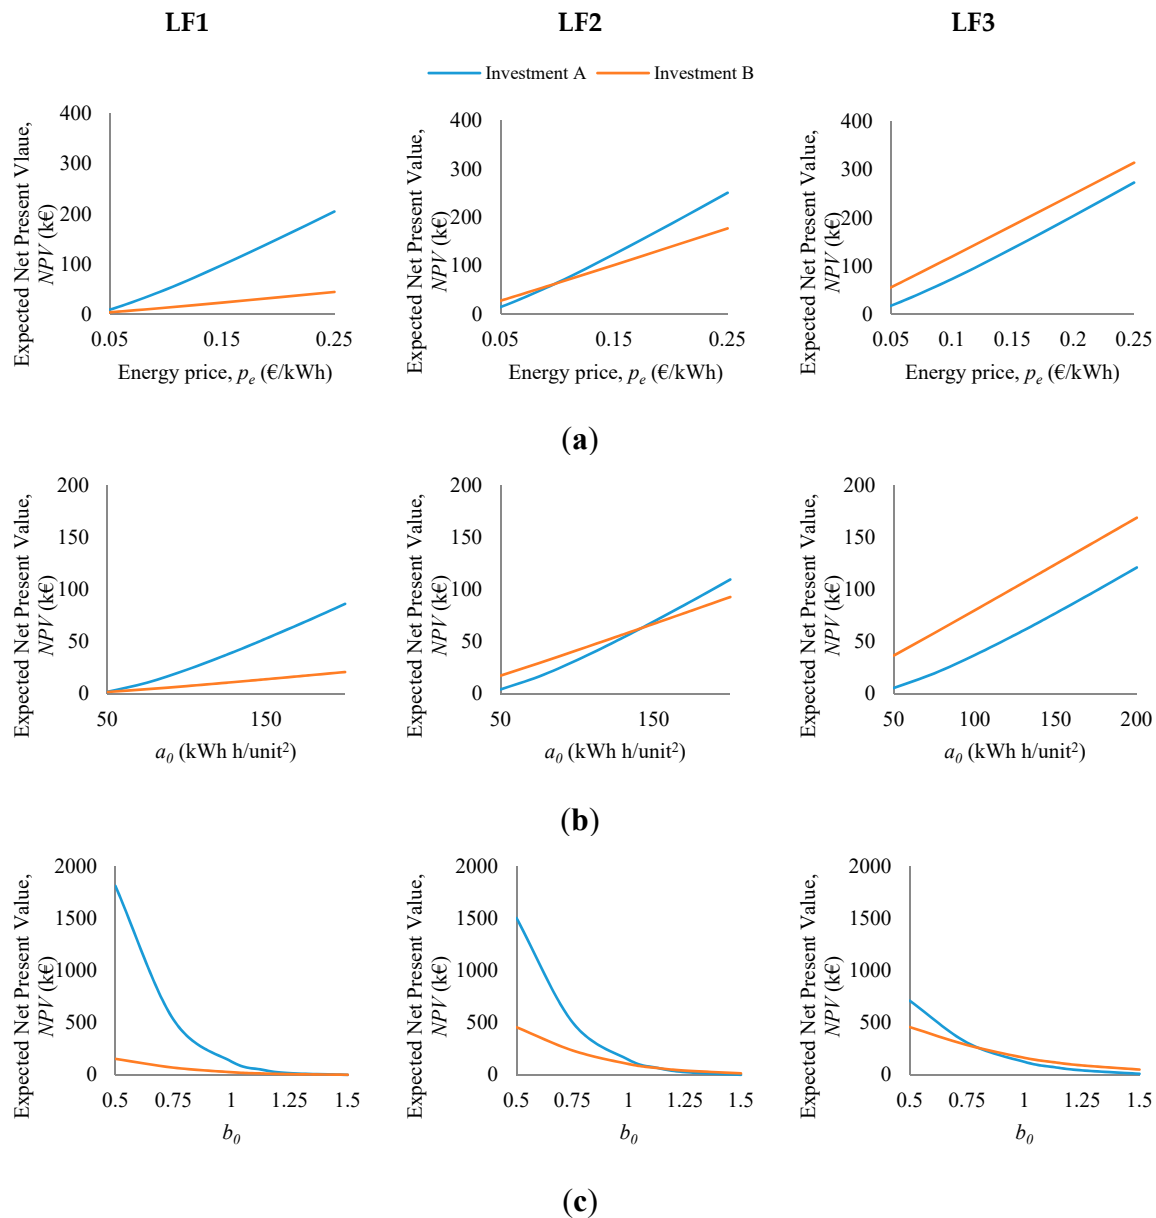 LF1 LF2 LF3
Investment A Investment B
Expected Net Present Vlaue,
NPV (k€)
400
300
200
100
0
0.05 0.15 0.25
Energy price, pe (€/kWh)
Expected Net Present Value,
NPV (k€)
400
300
200
100
0
0.05 0.15 0.25
Energy price, pe (€/kWh)
Expected Net Present Value,
NPV (k€)
400
300
200
100
0
0.05 0.1 0.15 0.2 0.25
Energy price, pe (€/kWh)
(a)
Expected Net Present Value,
NPV (k€)
200
150
100
50
0
50 150
a0 (kWh h/unit²)
Expected Net Present Value,
NPV (k€)
200
150
100
50
0
50 150
a0 (kWh h/unit²)
Expected Net Present Value,
NPV (k€)
200
150
100
50
0
50 100 150 200
a0 (kWh h/unit²)
(b)
Expected Net Present Value,
NPV (k€)
2000
1500
1000
500
0
0.5 0.75 1 1.25 1.5
b0
Expected Net Present Value,
NPV (k€)
2000
1500
1000
500
0
0.5 0.75 1 1.25 1.5
b0
Expected Net Present Value,
NPV (k€)
2000
1500
1000
500
0
0.5 0.75 1 1.25 1.5
b0
(c)